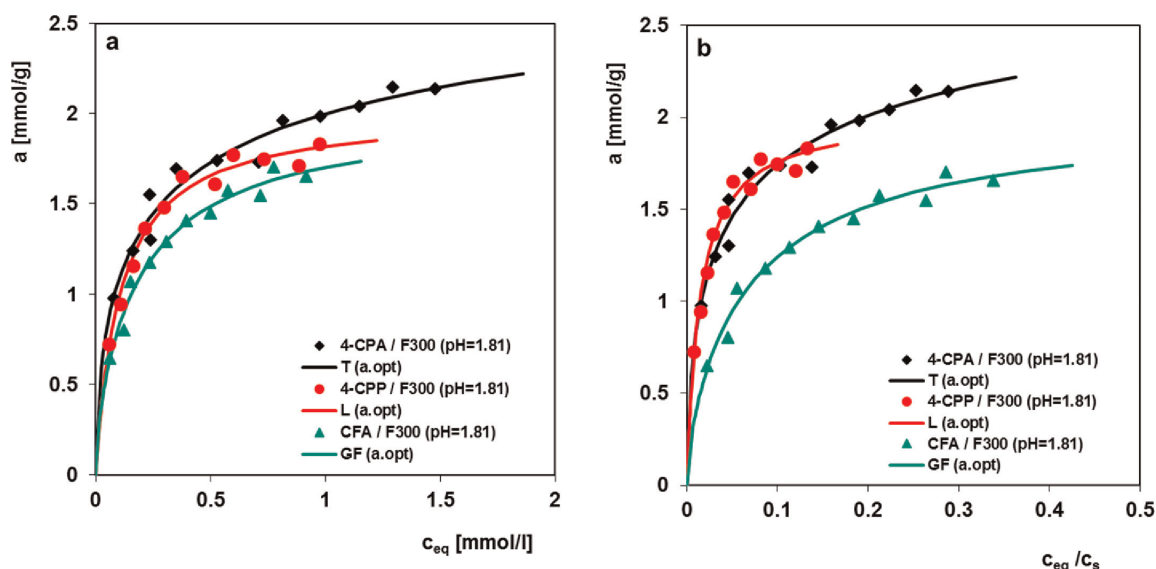 a
a [mmol/g]
2.5
2
1.5
1
0.5
0
4-CPA / F300 (pH=1.81)
T (a.opt)
4-CPP / F300 (pH=1.81)
L (a.opt)
CFA / F300 (pH=1.81)
GF (a.opt)
0 0.5 1 1.5 2
ceq [mmol/l]
b
a [mmol/g]
2.5
2
1.5
1
0.5
0
4-CPA / F300 (pH=1.81)
T (a.opt)
4-CPP / F300 (pH=1.81)
L (a.opt)
CFA / F300 (pH=1.81)
GF (a.opt)
0 0.1 0.2 0.3 0.4 0.5
ceq /cs